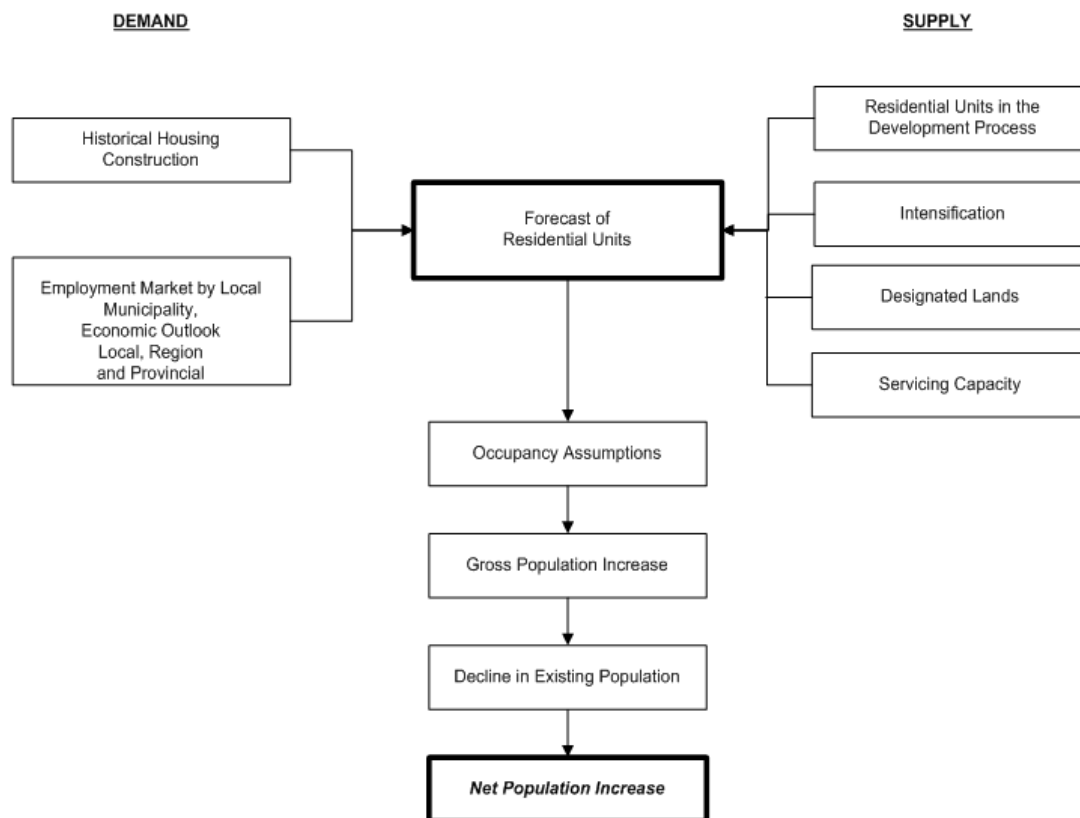 DEMAND
SUPPLY
Historical Housing
Construction
Employment Market by Local
Municipality,
Economic Outlook
Local, Region
and Provincial
Forecast of
Residential Units
Residential Units in the
Development Process
Intensification
Designated Lands
Servicing Capacity
Occupancy Assumptions
Gross Population Increase
Decline in Existing Population
Net Population Increase